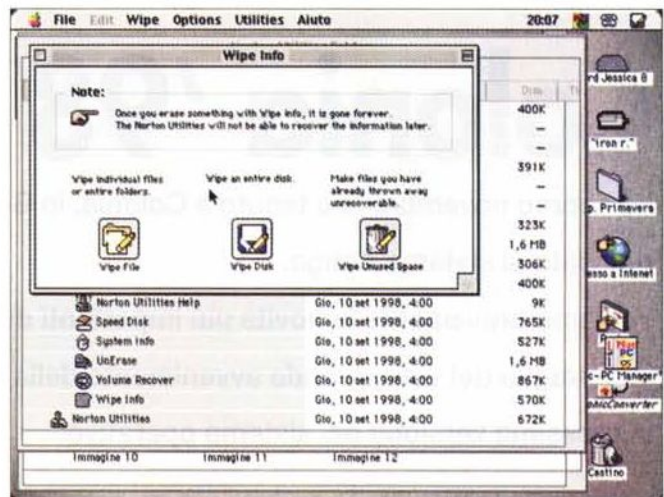 File Edit Wipe Options Utilities Aiuto 20:07
Wipe Info
Note:
Once you erase something with Wipe Info, it is gone forever.
The Norton Utilities will not be able to recover the information later.
Wipe individual files
or entire folders.
Wipe an entire disk.
Make files you have
already thrown away
unrecoverable.
Wipe File
Wipe Disk
Wipe Unused Space
400K
—
—
391K
—
323K
1,6 MB
306K
400K
Norton Utilities Help Gio, 10 set 1998, 4:00 9K
Speed Disk Gio, 10 set 1998, 4:00 765K
System Info Gio, 10 set 1998, 4:00 527K
UnErase Gio, 10 set 1998, 4:00 1,6 MB
Volume Recover Gio, 10 set 1998, 4:00 867K
Wipe Info Gio, 10 set 1998, 4:00 570K
Norton Utilities Gio, 10 set 1998, 4:00 672K
Immagine 10 Immagine 11 Immagine 12
rd Jessica 8
"iron r."
p. Primavera
esso a Internet
c-PC Manager
phicConverter
Cestino